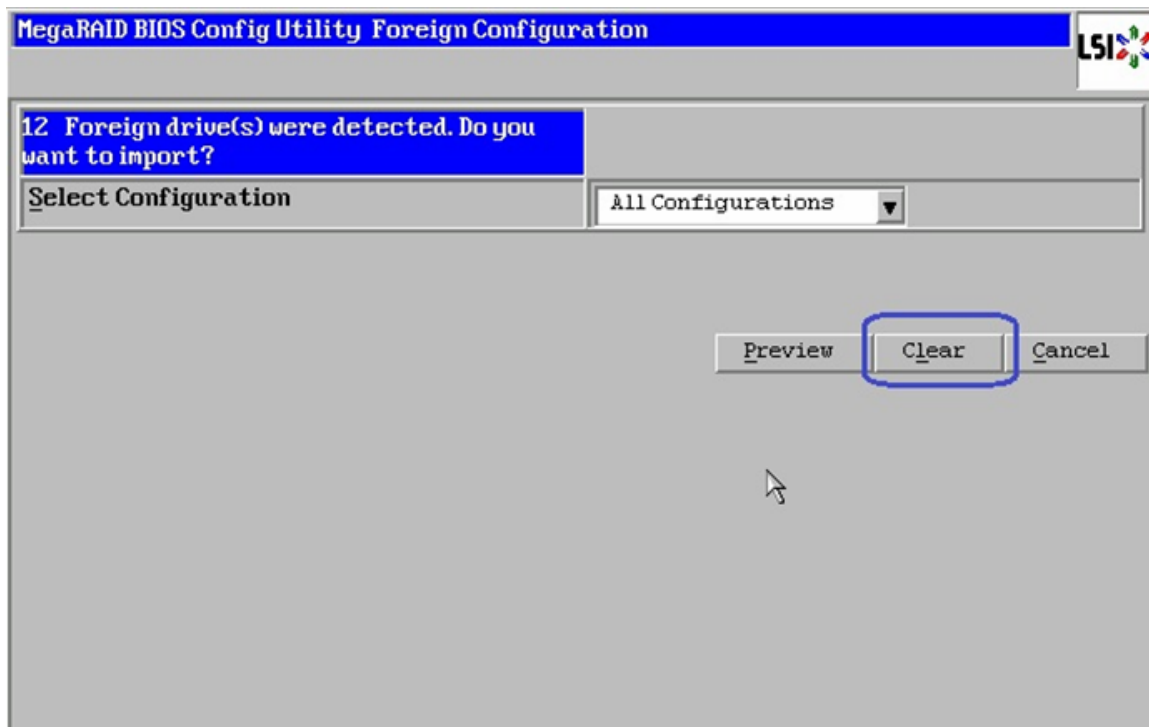 MegaRAID BIOS Config Utility Foreign Configuration
LSI
12 Foreign drive(s) were detected. Do you
want to import?
Select Configuration
All Configurations
Preview
Clear
Cancel